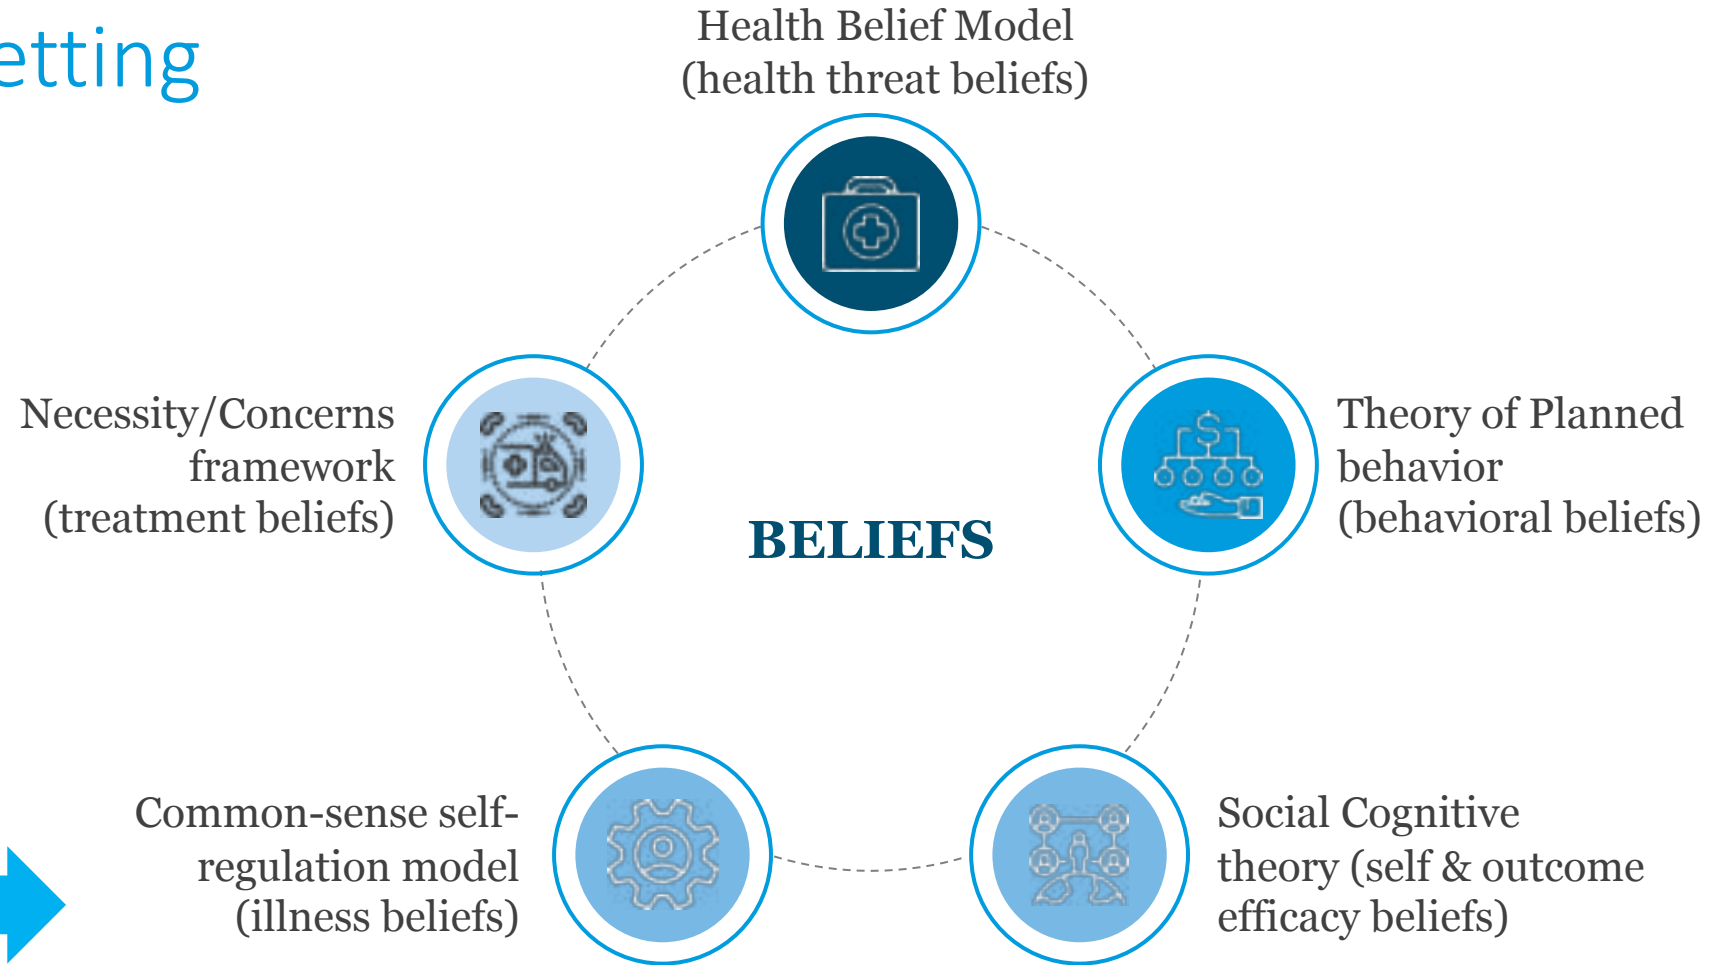 etting
Health Belief Model
(health threat beliefs)
Necessity/Concerns
framework
(treatment beliefs)
Theory of Planned
behavior
(behavioral beliefs)
BELIEFS
Common-sense self-
regulation model
(illness beliefs)
Social Cognitive
theory (self & outcome
efficacy beliefs)